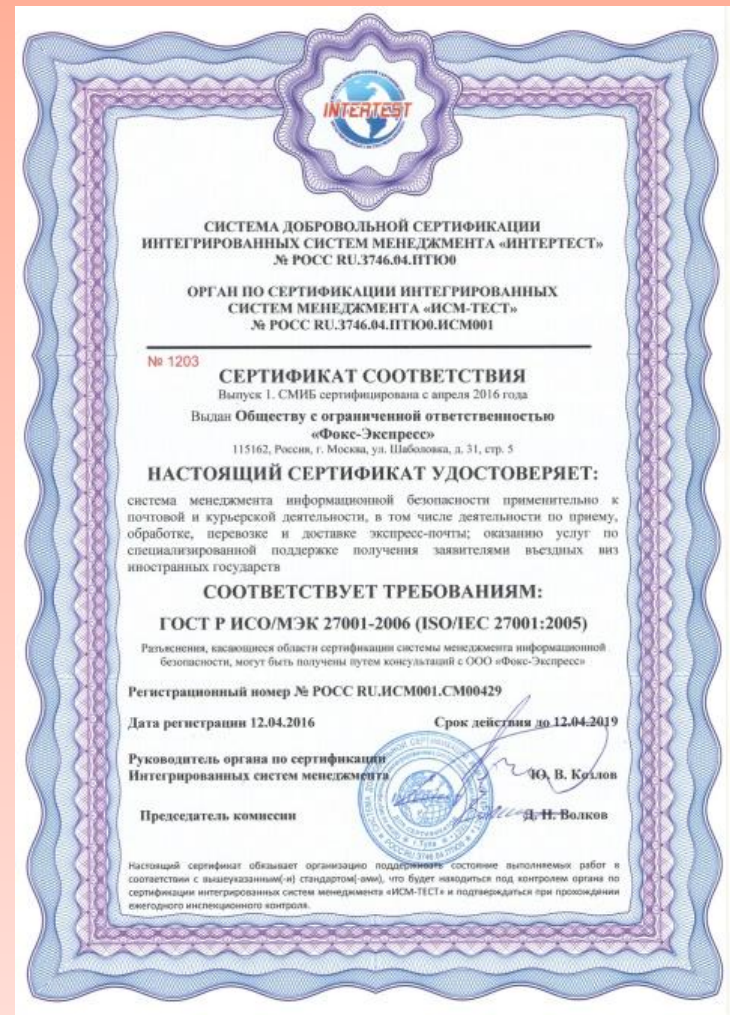 INTERTEST
СИСТЕМА ДОБРОВОЛЬНОЙ СЕРТИФИКАЦИИ
ИНТЕГРИРОВАННЫХ СИСТЕМ МЕНЕДЖМЕНТА «ИНТЕРТЕСТ»
№ РОСС RU.3746.04.ПТЮ0
ОРГАН ПО СЕРТИФИКАЦИИ ИНТЕГРИРОВАННЫХ
СИСТЕМ МЕНЕДЖМЕНТА «ИСМ-ТЕСТ»
№ РОСС RU.3746.04.ПТЮ0.ИСМ001
№ 1203
СЕРТИФИКАТ СООТВЕТСТВИЯ
Выпуск 1. СМИБ сертифицирована с апреля 2016 года
Выдан Обществу с ограниченной ответственностью
«Фокс-Экспресс»
115162, Россия, г. Москва, ул. Шаболовка, д. 31, стр. 5
НАСТОЯЩИЙ СЕРТИФИКАТ УДОСТОВЕРЯЕТ:
система менеджмента информационной безопасности применительно к
почтовой и курьерской деятельности, в том числе деятельности по приему,
обработке, перевозке и доставке экспресс-почты; оказанию услуг по
специализированной поддержке получения заявителями въездных виз
иностранных государств
СООТВЕТСТВУЕТ ТРЕБОВАНИЯМ:
ГОСТ Р ИСО/МЭК 27001-2006 (ISO/IEC 27001:2005)
Разъяснения, касающиеся области сертификации системы менеджмента информационной
безопасности, могут быть получены путем консультаций с ООО «Фокс-Экспресс»
Регистрационный номер № РОСС RU.ИСМ001.СМ00429
Дата регистрации 12.04.2016 Срок действия до 12.04.2019
Руководитель органа по сертификации
Интегрированных систем менеджмента Ю. В. Козлов
Председатель комиссии Д. Н. Волков
Настоящий сертификат обязывает организацию поддерживать состояние выполняемых работ в
соответствии с вышеуказанным(-и) стандартом(-ами), что будет находиться под контролем органа по
сертификации интегрированных систем менеджмента «ИСМ-ТЕСТ» и подтверждаться при прохождении
ежегодного инспекционного контроля.